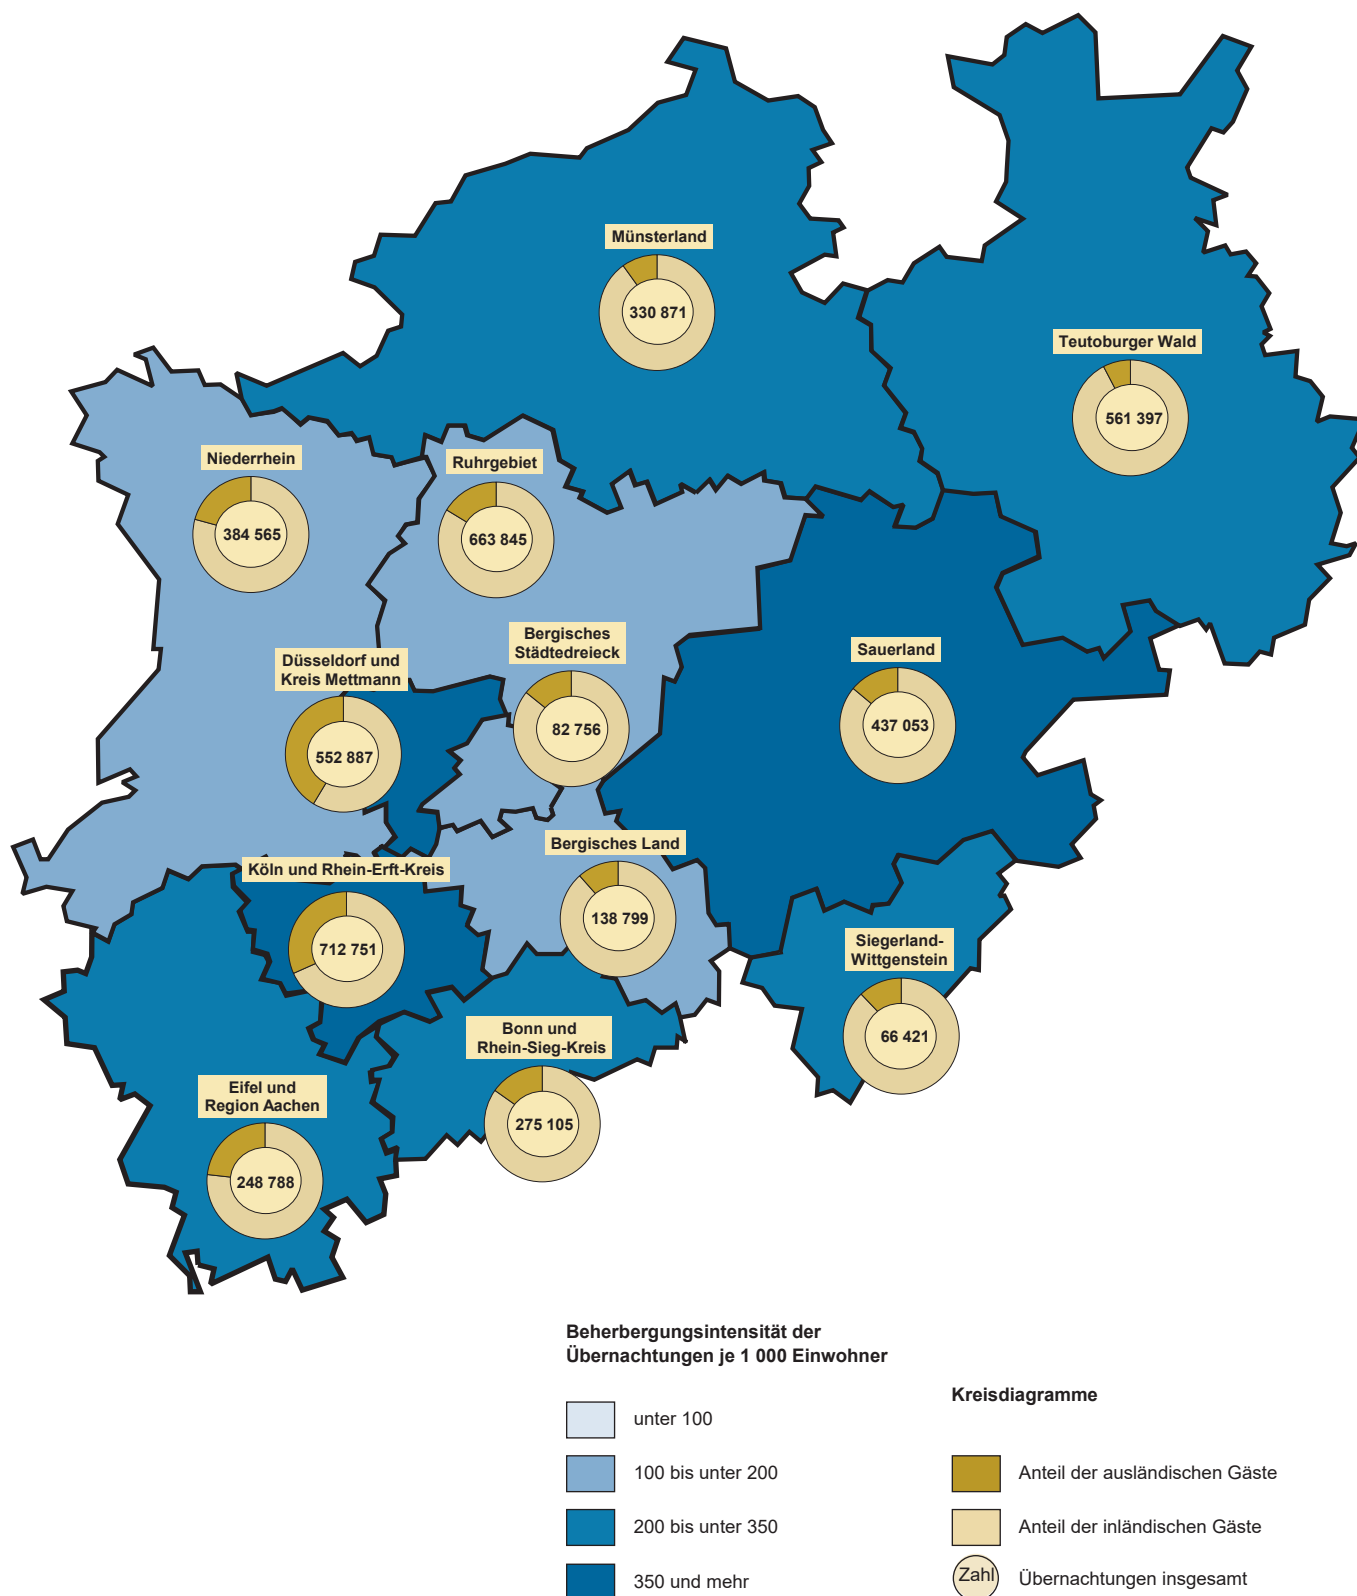 Münsterland
330 871
Teutoburger Wald
561 397
Niederrhein
384 565
Ruhrgebiet
663 845
Bergisches
Städtedreieck
82 756
Düsseldorf und
Kreis Mettmann
552 887
Sauerland
437 053
Bergisches Land
138 799
Köln und Rhein-Erft-Kreis
712 751
Siegerland-
Wittgenstein
66 421
Bonn und
Rhein-Sieg-Kreis
275 105
Eifel und
Region Aachen
248 788
Beherbergungsintensität der
Übernachtungen je 1 000 Einwohner
unter 100
100 bis unter 200
200 bis unter 350
350 und mehr
Kreisdiagramme
Anteil der ausländischen Gäste
Anteil der inländischen Gäste
Zahl Übernachtungen insgesamt